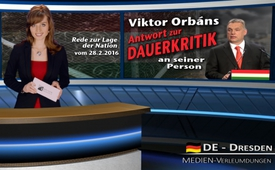 Viktor Orbáns
Antwort zur
DAUERKRITIK
an seiner
Person
Rede zur Lage
der Nation
vom 28.2.2016
DE - DRESDEN
MEDIEN-VERLEUMDUNGEN